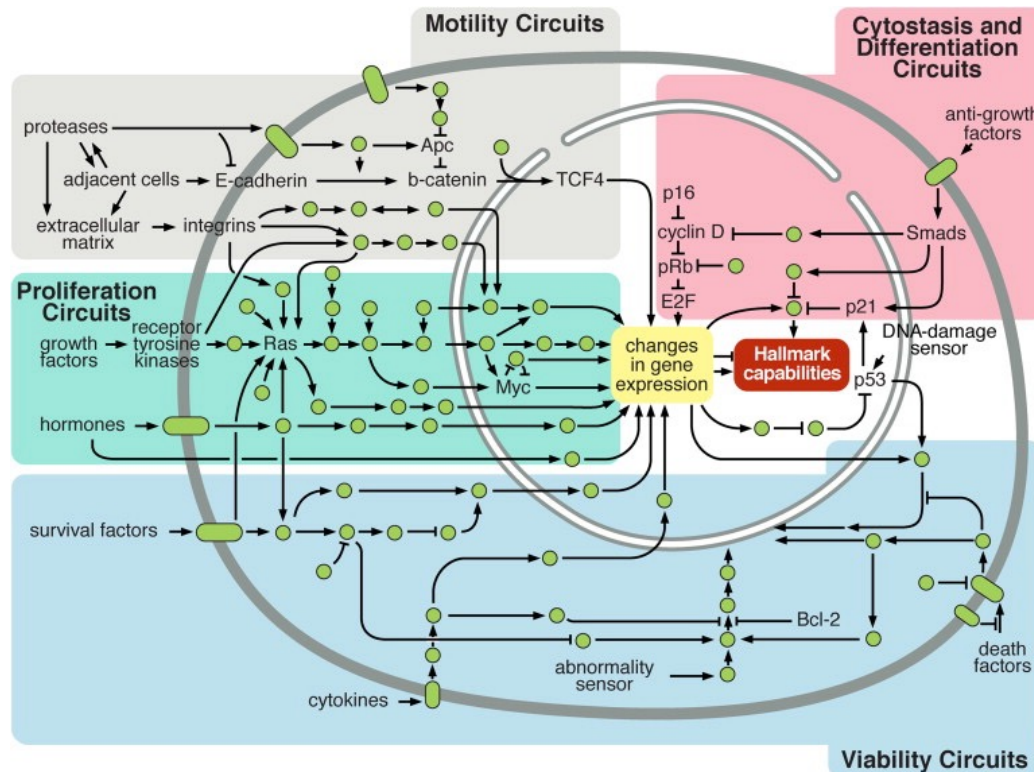 Motility Circuits
Cytostasis and
Differentiation
Circuits
proteases
anti-growth
factors
Apc
adjacent cells
E-cadherin
b-catenin
TCF4
p16
extracellular
matrix
integrins
cyclin D
Smads
pRb
Proliferation
Circuits
E2F
p21
growth
factors
receptor
tyrosine
kinases
Ras
changes
in gene
expression
Hallmark
capabilities
DNA-damage
sensor
p53
Myc
hormones
survival factors
Bcl-2
abnormality
sensor
death
factors
cytokines
Viability Circuits